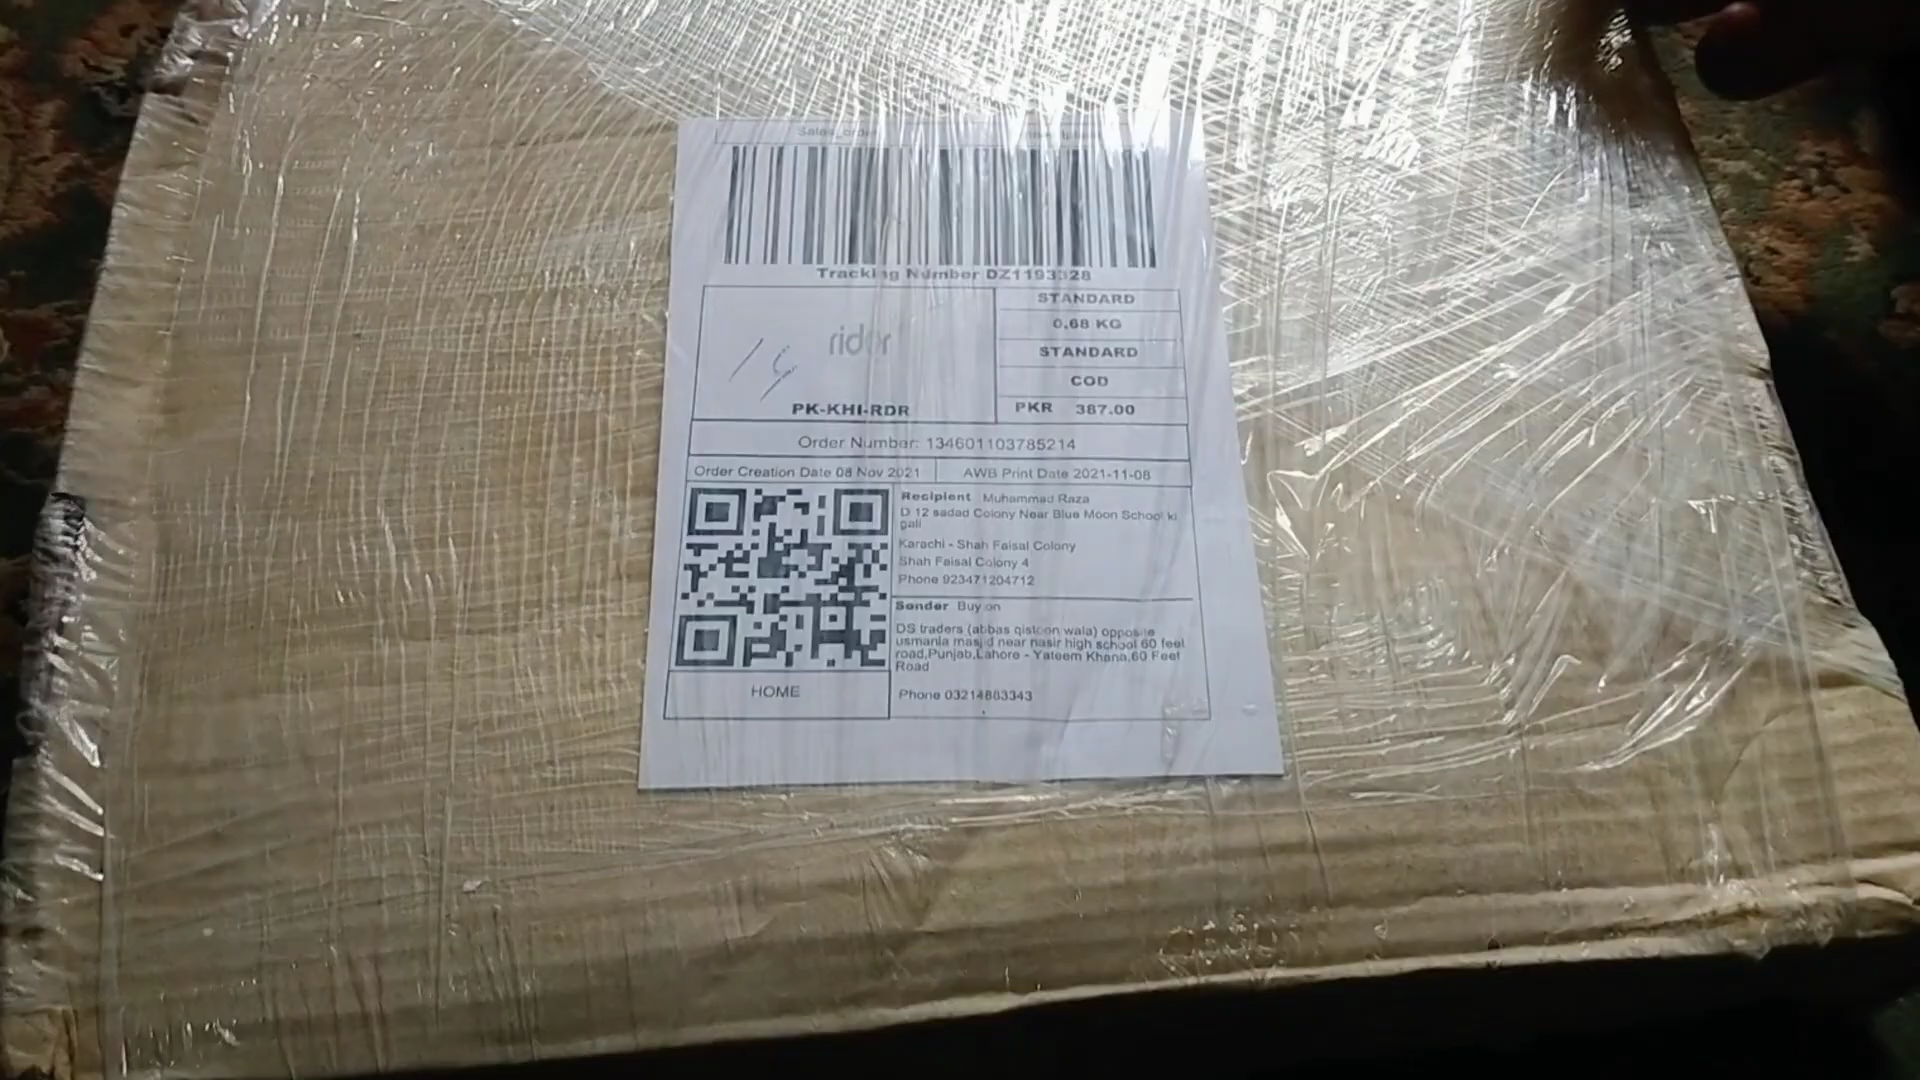 Tracking Number DZ1193328
STANDARD
0.68 KG
rider
STANDARD
COD
PK-KHI-RDR
PKR 387.00
Order Number: 134601103785214
Order Creation Date 08 Nov 2021
AWB Print Date 2021-11-08
Recipient Muhammad Raza
D 12 sadad Colony Near Blue Moon School ki
gali
Karachi - Shah Faisal Colony
Shah Faisal Colony 4
Phone 923471204712
Sender Buy on
DS traders (abbas qistoon wala) opposite
usmania masjid near nasir high school 60 feet
road,Punjab,Lahore - Yateem Khana,60 Feet
Road
Phone 03214883343
HOME